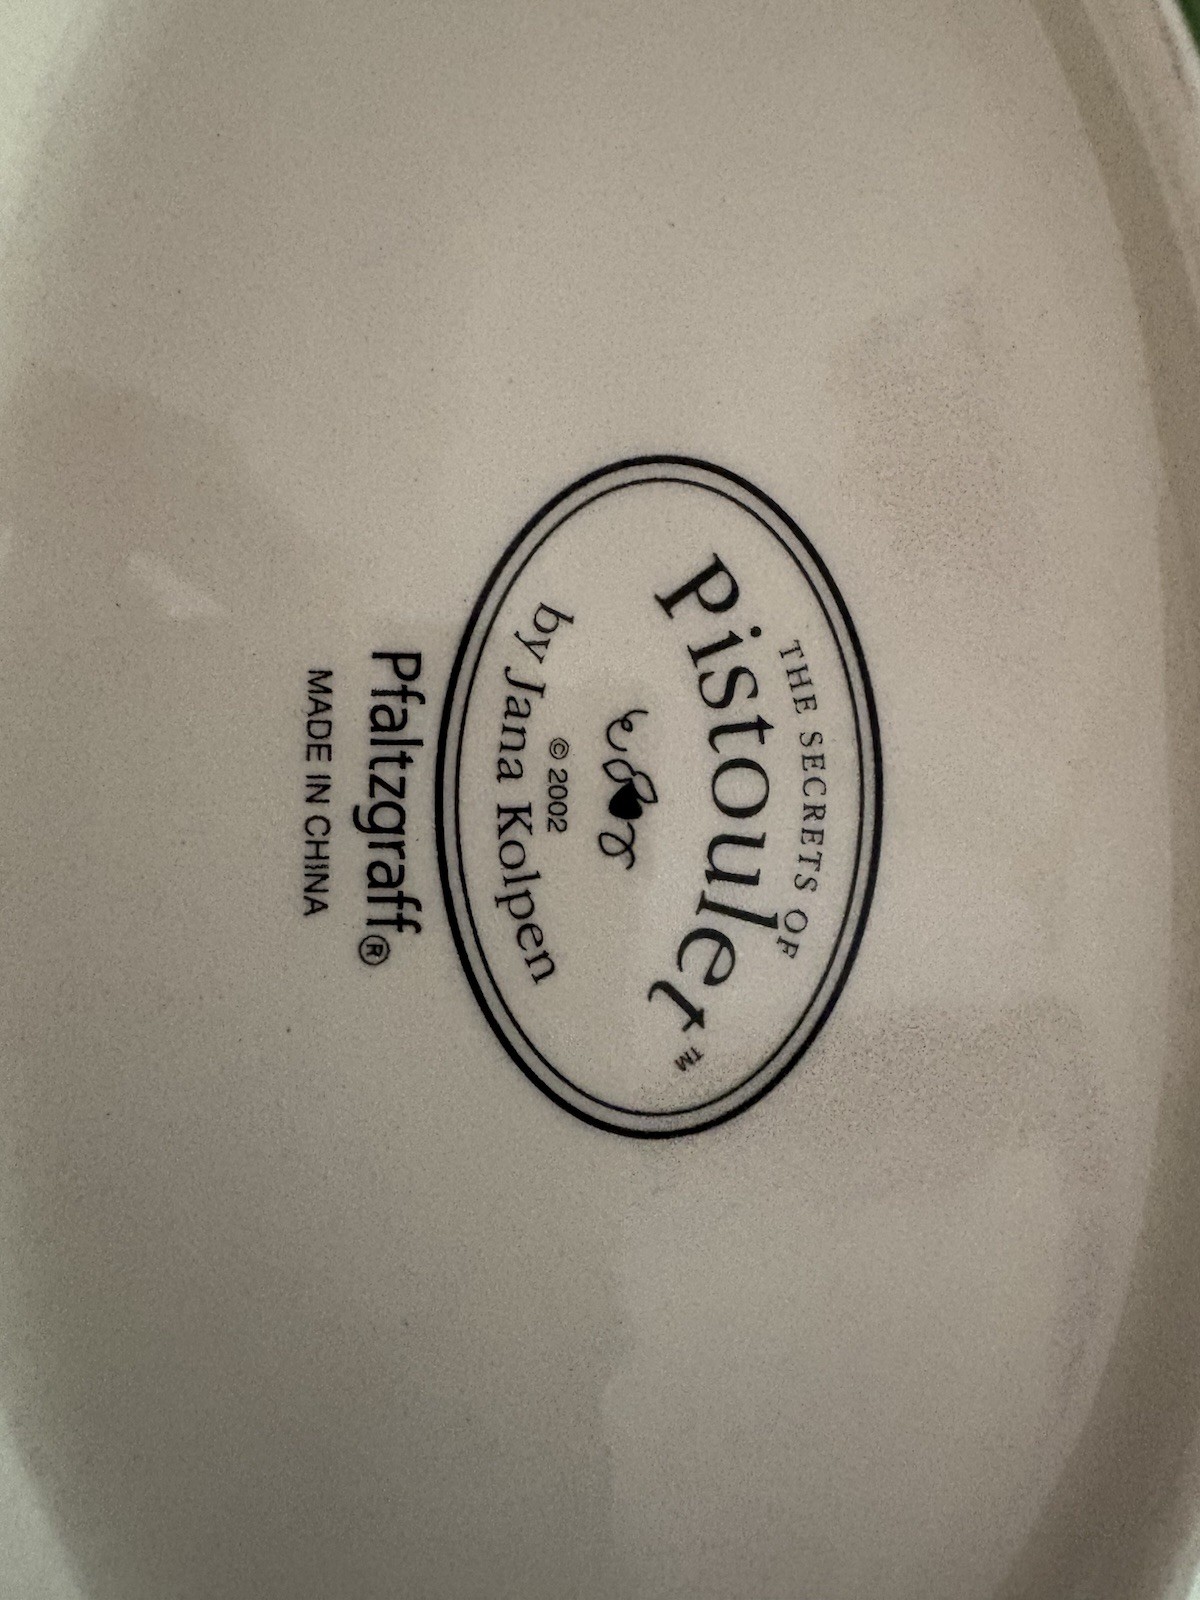 THE SECRETS OF
Pistoulet™
© 2002
by Jana Kolpen
Pfaltzgraff®
MADE IN CHINA